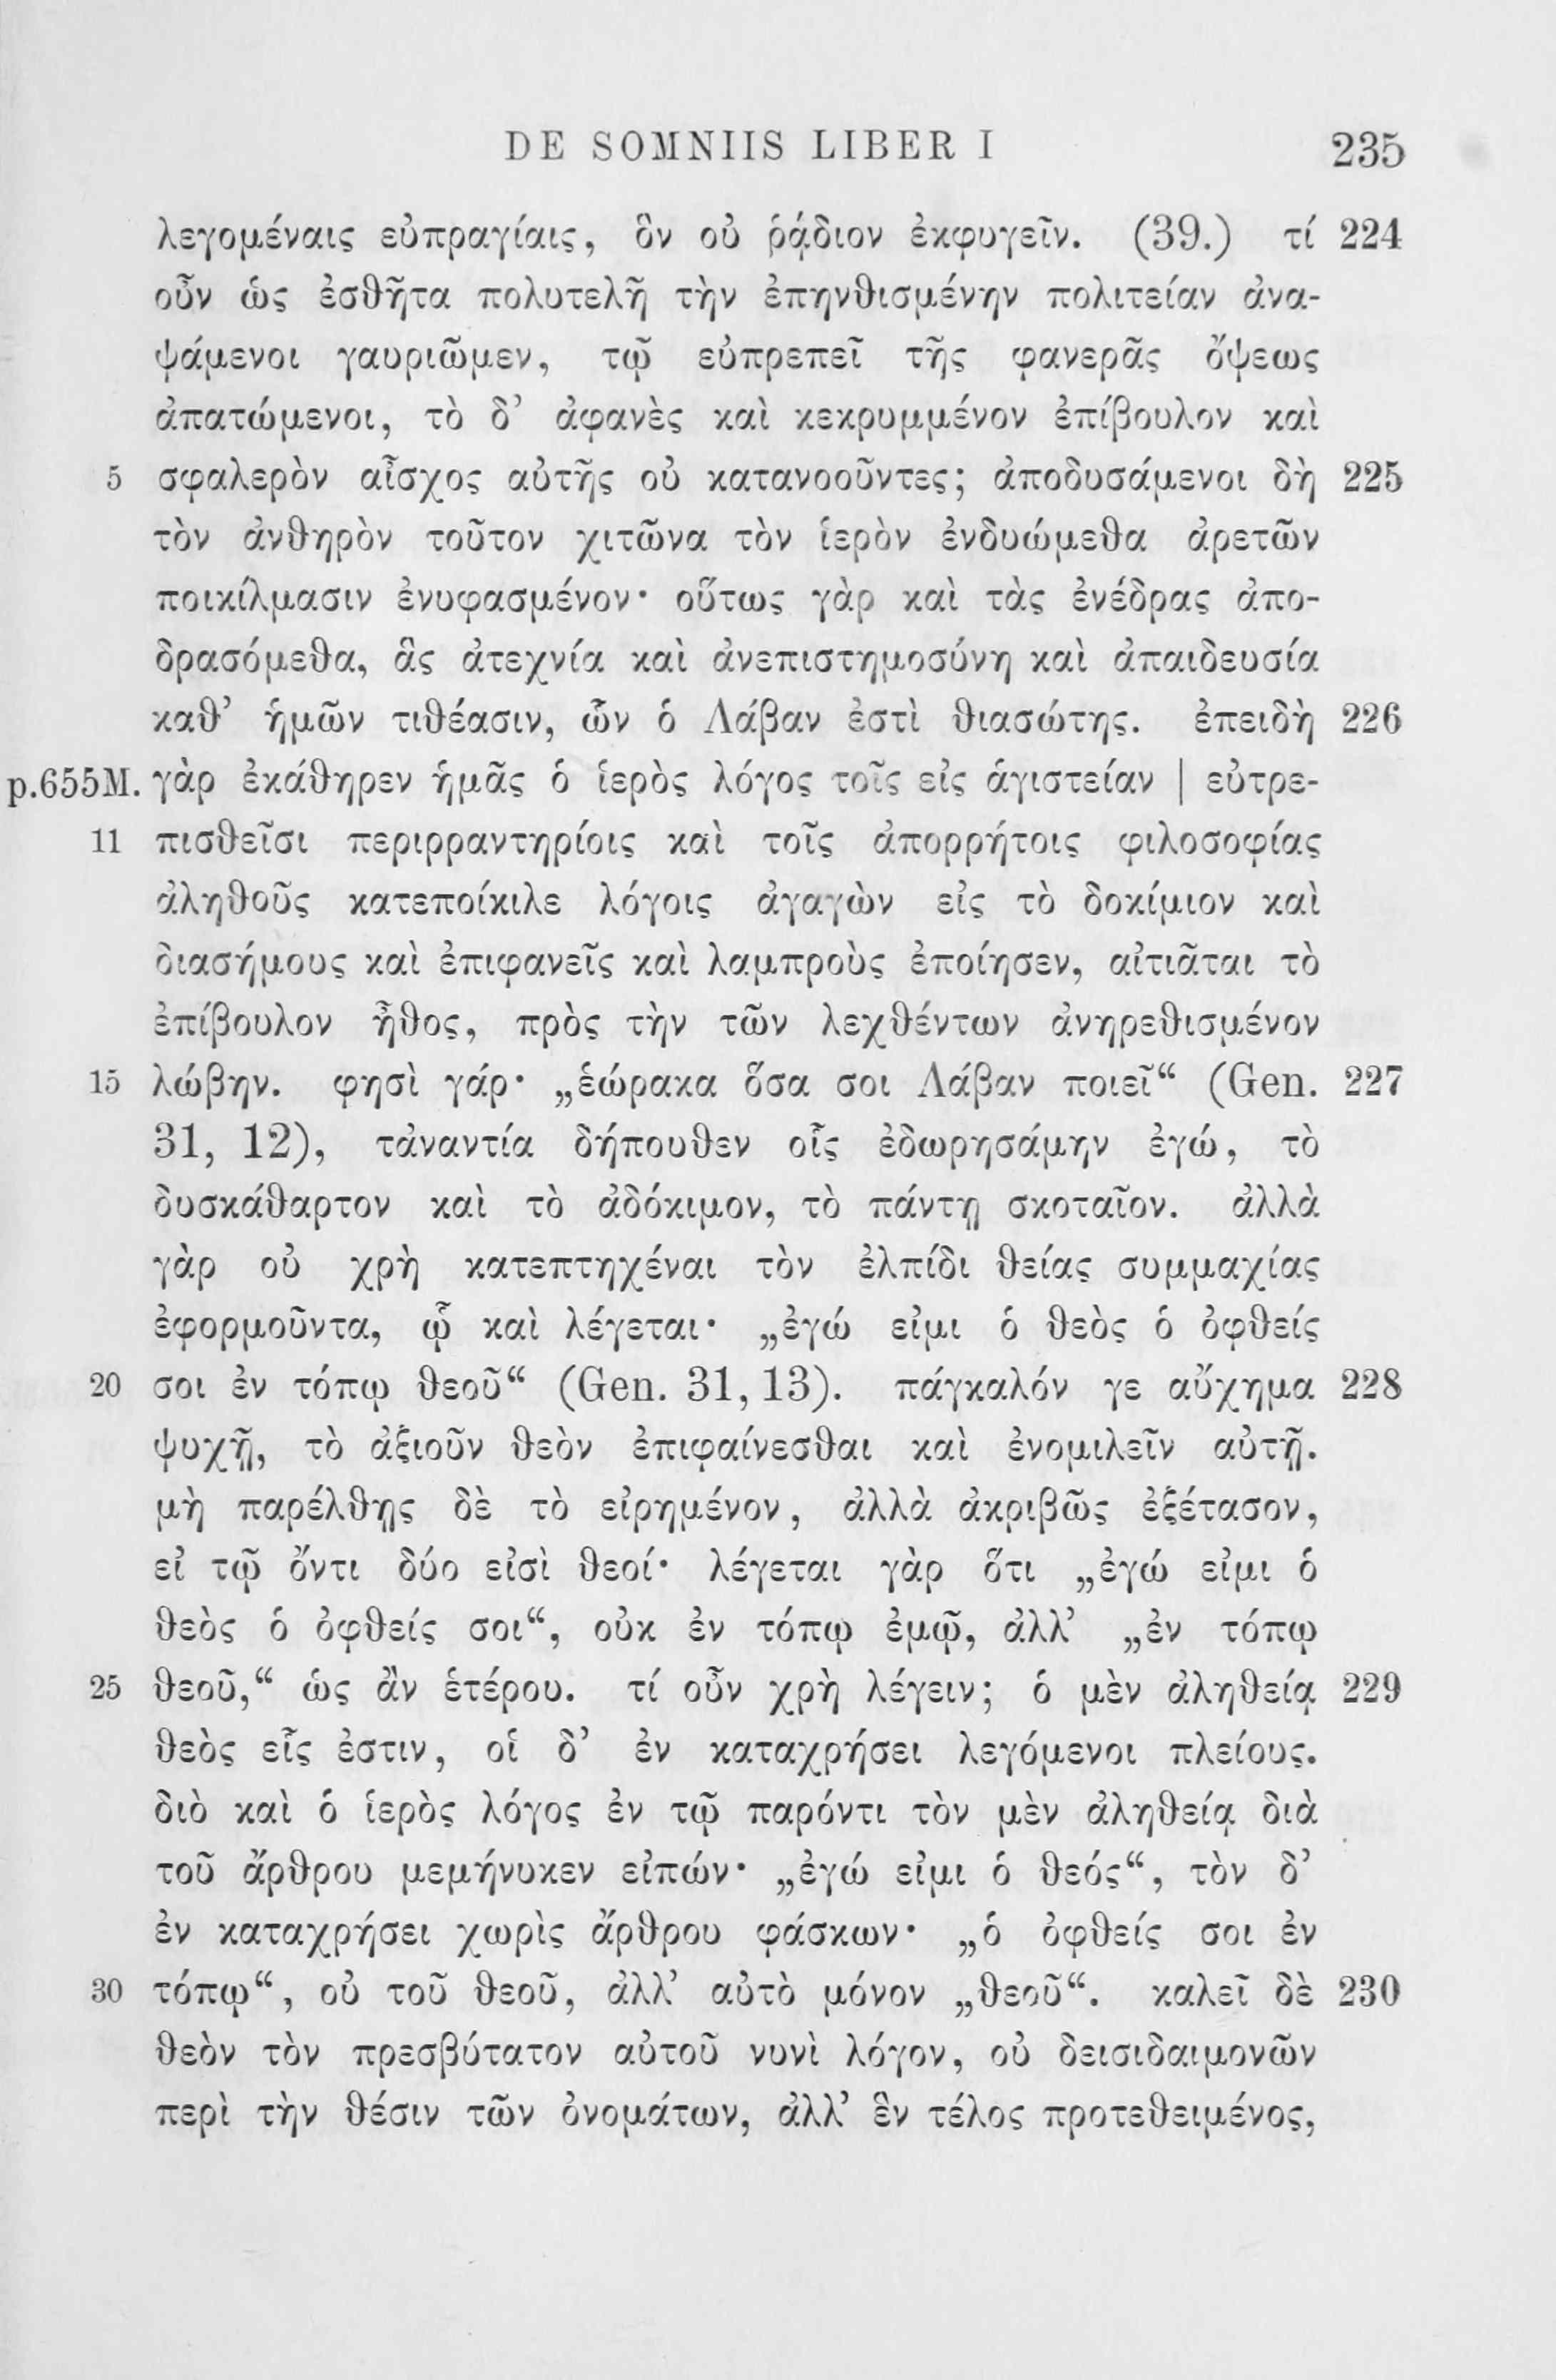 DE SOMNIIS LIBER I 235
λεγομέναις εὐπραγίαις, ὃν οὐ ῥᾴδιον ἐκφυγεῖν. (39.) τί 224
οὖν ὡς ἐσθῆτα πολυτελῆ τὴν ἐπηνθισμένην πολιτείαν ἀνα-
ψάμενοι γαυριῶμεν, τῷ εὐπρεπεῖ τῆς φανερᾶς ὄψεως
ἀπατώμενοι, τὸ δ’ ἀφανὲς καὶ κεκρυμμένον ἐπίβουλον καὶ
5 σφαλερὸν αἶσχος αὐτῆς οὐ κατανοοῦντες; ἀποδυσάμενοι δὴ 225
τὸν ἀνθηρὸν τοῦτον χιτῶνα τὸν ἱερὸν ἐνδυώμεθα ἀρετῶν
ποικίλμασιν ἐνυφασμένον· οὕτως γὰρ καὶ τὰς ἐνέδρας ἀπο-
δρασόμεθα, ἃς ἀτεχνία καὶ ἀνεπιστημοσύνη καὶ ἀπαιδευσία
καθ’ ἡμῶν τιθέασιν, ὧν ὁ Λάβαν ἐστὶ θιασώτης. ἐπειδὴ 226
p.655M. γὰρ ἐκάθηρεν ἡμᾶς ὁ ἱερὸς λόγος τοῖς εἰς ἁγιστείαν | εὐτρε-
11 πισθεῖσι περιρραντηρίοις καὶ τοῖς ἀπορρήτοις φιλοσοφίας
ἀληθοῦς κατεποίκιλε λόγοις ἀγαγὼν εἰς τὸ δοκίμιον καὶ
διασήμους καὶ ἐπιφανεῖς καὶ λαμπροὺς ἐποίησεν, αἰτιᾶται τὸ
ἐπίβουλον ἦθος, πρὸς τὴν τῶν λεχθέντων ἀνηρεθισμένον
15 λώβην. φησὶ γάρ· „ἑώρακα ὅσα σοι Λάβαν ποιεῖ“ (Gen. 227
31, 12), τἀναντία δήπουθεν οἷς ἐδωρησάμην ἐγώ, τὸ
δυσκάθαρτον καὶ τὸ ἀδόκιμον, τὸ πάντῃ σκοταῖον. ἀλλὰ
γὰρ οὐ χρὴ κατεπτηχέναι τὸν ἐλπίδι θείας συμμαχίας
ἐφορμοῦντα, ᾧ καὶ λέγεται· „ἐγώ εἰμι ὁ θεὸς ὁ ὀφθείς
20 σοι ἐν τόπῳ θεοῦ“ (Gen. 31, 13). πάγκαλόν γε αὔχημα 228
ψυχῇ, τὸ ἀξιοῦν θεὸν ἐπιφαίνεσθαι καὶ ἐνομιλεῖν αὐτῇ.
μὴ παρέλθῃς δὲ τὸ εἰρημένον, ἀλλὰ ἀκριβῶς ἐξέτασον,
εἰ τῷ ὄντι δύο εἰσὶ θεοί· λέγεται γὰρ ὅτι „ἐγώ εἰμι ὁ
θεὸς ὁ ὀφθείς σοι“, οὐκ ἐν τόπῳ ἐμῷ, ἀλλ’ „ἐν τόπῳ
25 θεοῦ,“ ὡς ἂν ἑτέρου. τί οὖν χρὴ λέγειν; ὁ μὲν ἀληθείᾳ 229
θεὸς εἷς ἐστιν, οἱ δ’ ἐν καταχρήσει λεγόμενοι πλείους.
διὸ καὶ ὁ ἱερὸς λόγος ἐν τῷ παρόντι τὸν μὲν ἀληθείᾳ διὰ
τοῦ ἄρθρου μεμήνυκεν εἰπών· „ἐγώ εἰμι ὁ θεός“, τὸν δ’
ἐν καταχρήσει χωρὶς ἄρθρου φάσκων· „ὁ ὀφθείς σοι ἐν
30 τόπῳ“, οὐ τοῦ θεοῦ, ἀλλ’ αὐτὸ μόνον „θεοῦ“. καλεῖ δὲ 230
θεὸν τὸν πρεσβύτατον αὐτοῦ νυνὶ λόγον, οὐ δεισιδαιμονῶν
περὶ τὴν θέσιν τῶν ὀνομάτων, ἀλλ’ ἓν τέλος προτεθειμένος,